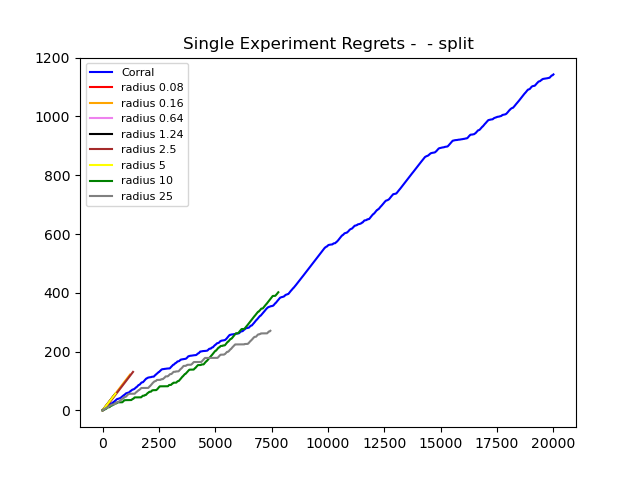 Single Experiment Regrets -  - split
1200
1000
800
600
400
200
0
Corral
radius 0.08
radius 0.16
radius 0.64
radius 1.24
radius 2.5
radius 5
radius 10
radius 25
0 2500 5000 7500 10000 12500 15000 17500 20000